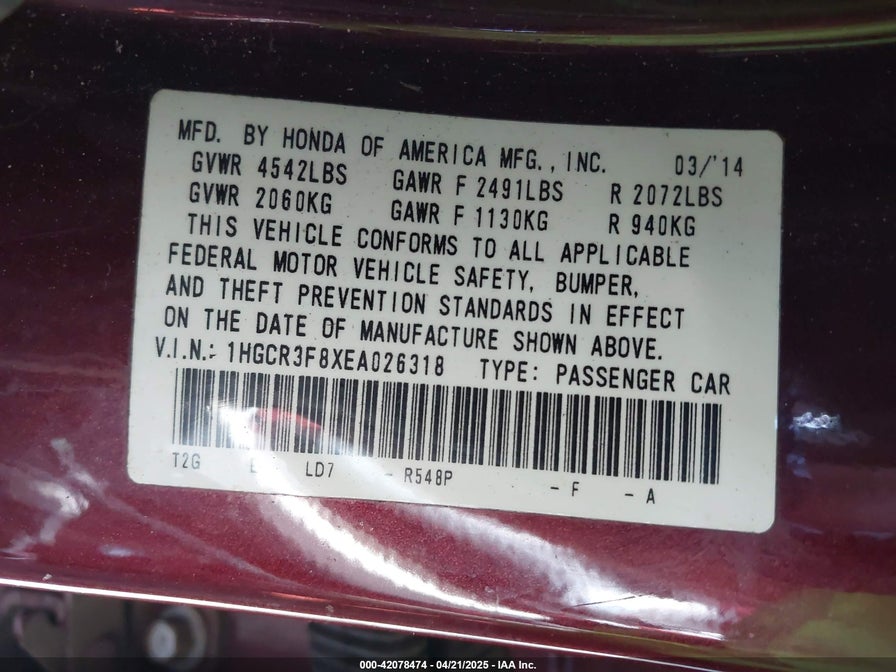 MFD. BY HONDA OF AMERICA MFG., INC. 03/'14
GVWR 4542LBS GAWR F 2491LBS R 2072LBS
GVWR 2060KG GAWR F 1130KG R 940KG
THIS VEHICLE CONFORMS TO ALL APPLICABLE
FEDERAL MOTOR VEHICLE SAFETY, BUMPER,
AND THEFT PREVENTION STANDARDS IN EFFECT
ON THE DATE OF MANUFACTURE SHOWN ABOVE.
V.I.N.: 1HGCR3F8XEA026318 TYPE: PASSENGER CAR
T2G LD7 - R548P - F - A
000-42078474 | 04/21/2025 - IAA Inc.